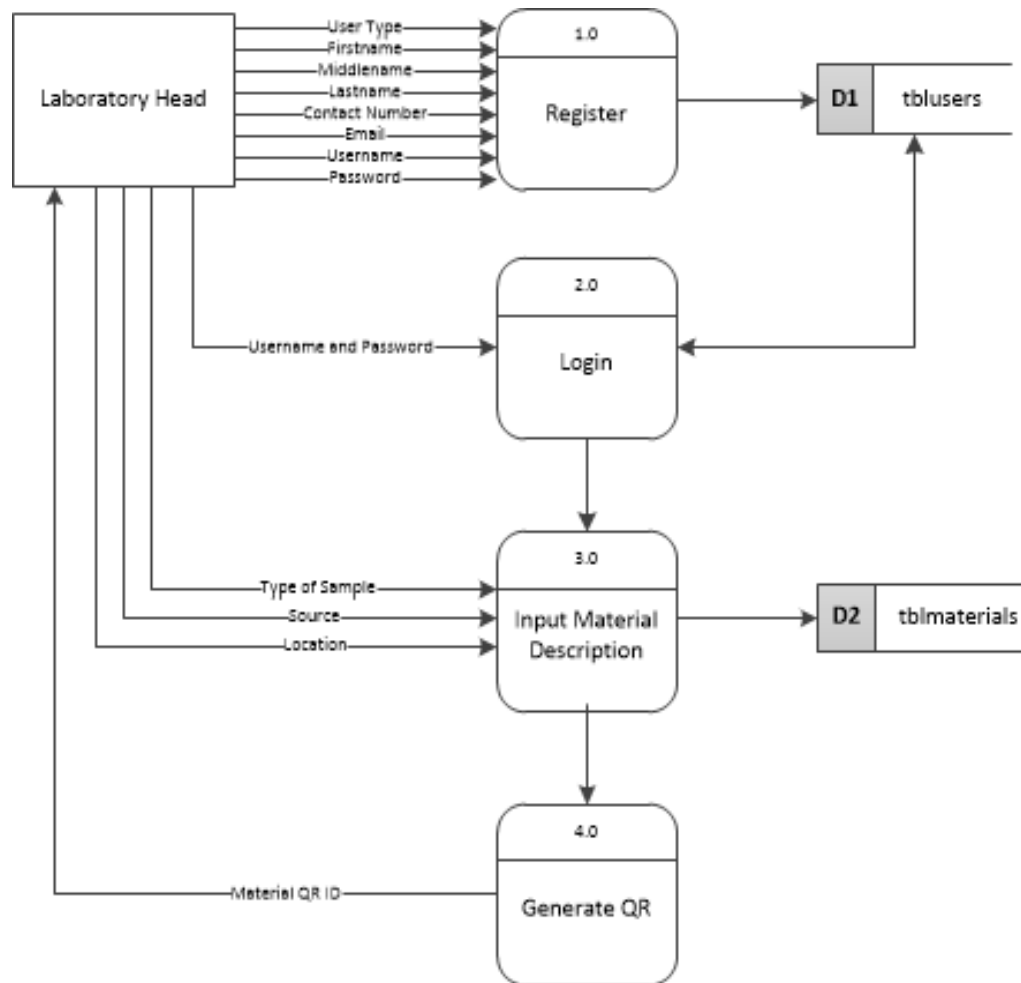 User Type
1.0
Firstname
Middlename
Laboratory Head
Lastname
D1
tblusers
Contact Number
Register
Email
Username
Password
2.0
Username and Password
Login
3.0
Type of Sample
Source
Input Material
Description
D2
tblmaterials
Location
4.0
Material QR ID
Generate QR